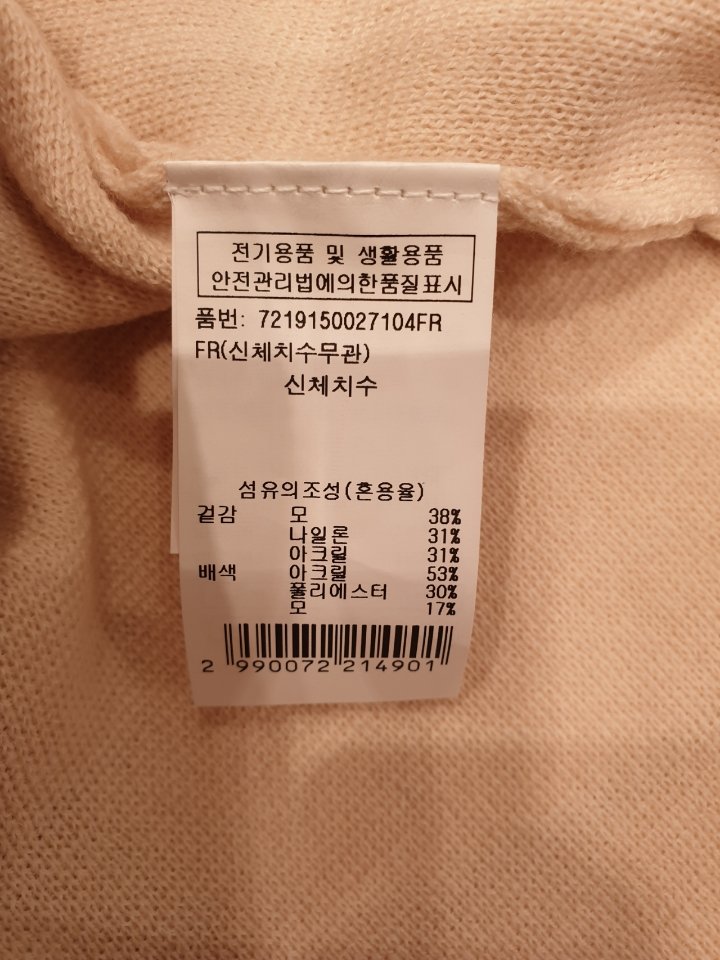 전기용품 및 생활용품
안전관리법에의한품질표시
품번: 7219150027104FR
FR(신체치수무관)
신체치수
섬유의조성(혼용율)
겉감 모 38%
나일론 31%
아크릴 31%
배색 아크릴 53%
폴리에스터 30%
모 17%
2 990072 214901